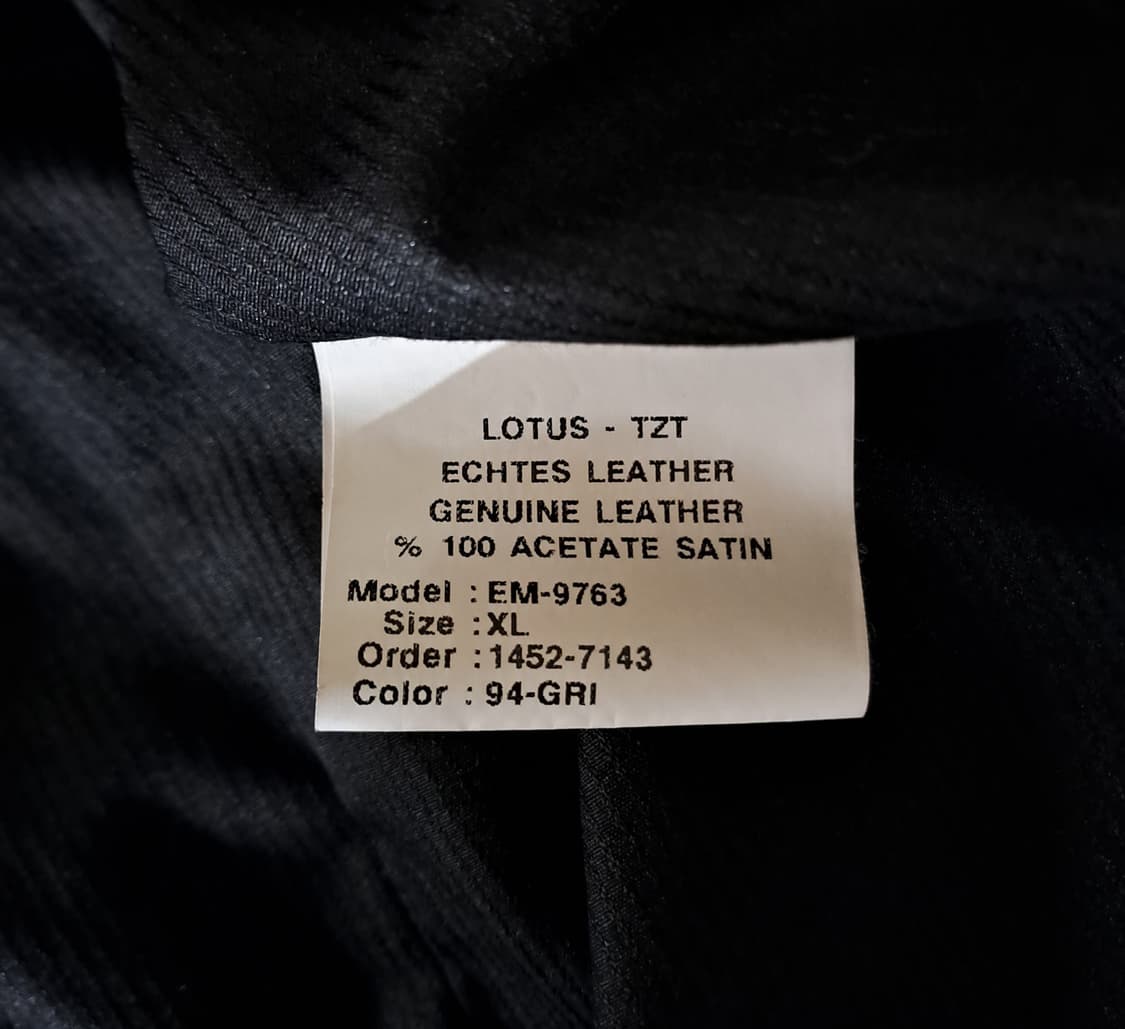 LOTUS - TZT
ECHTES LEATHER
GENUINE LEATHER
% 100 ACETATE SATIN
Model : EM-9763
Size : XL
Order : 1452-7143
Color : 94-GRI